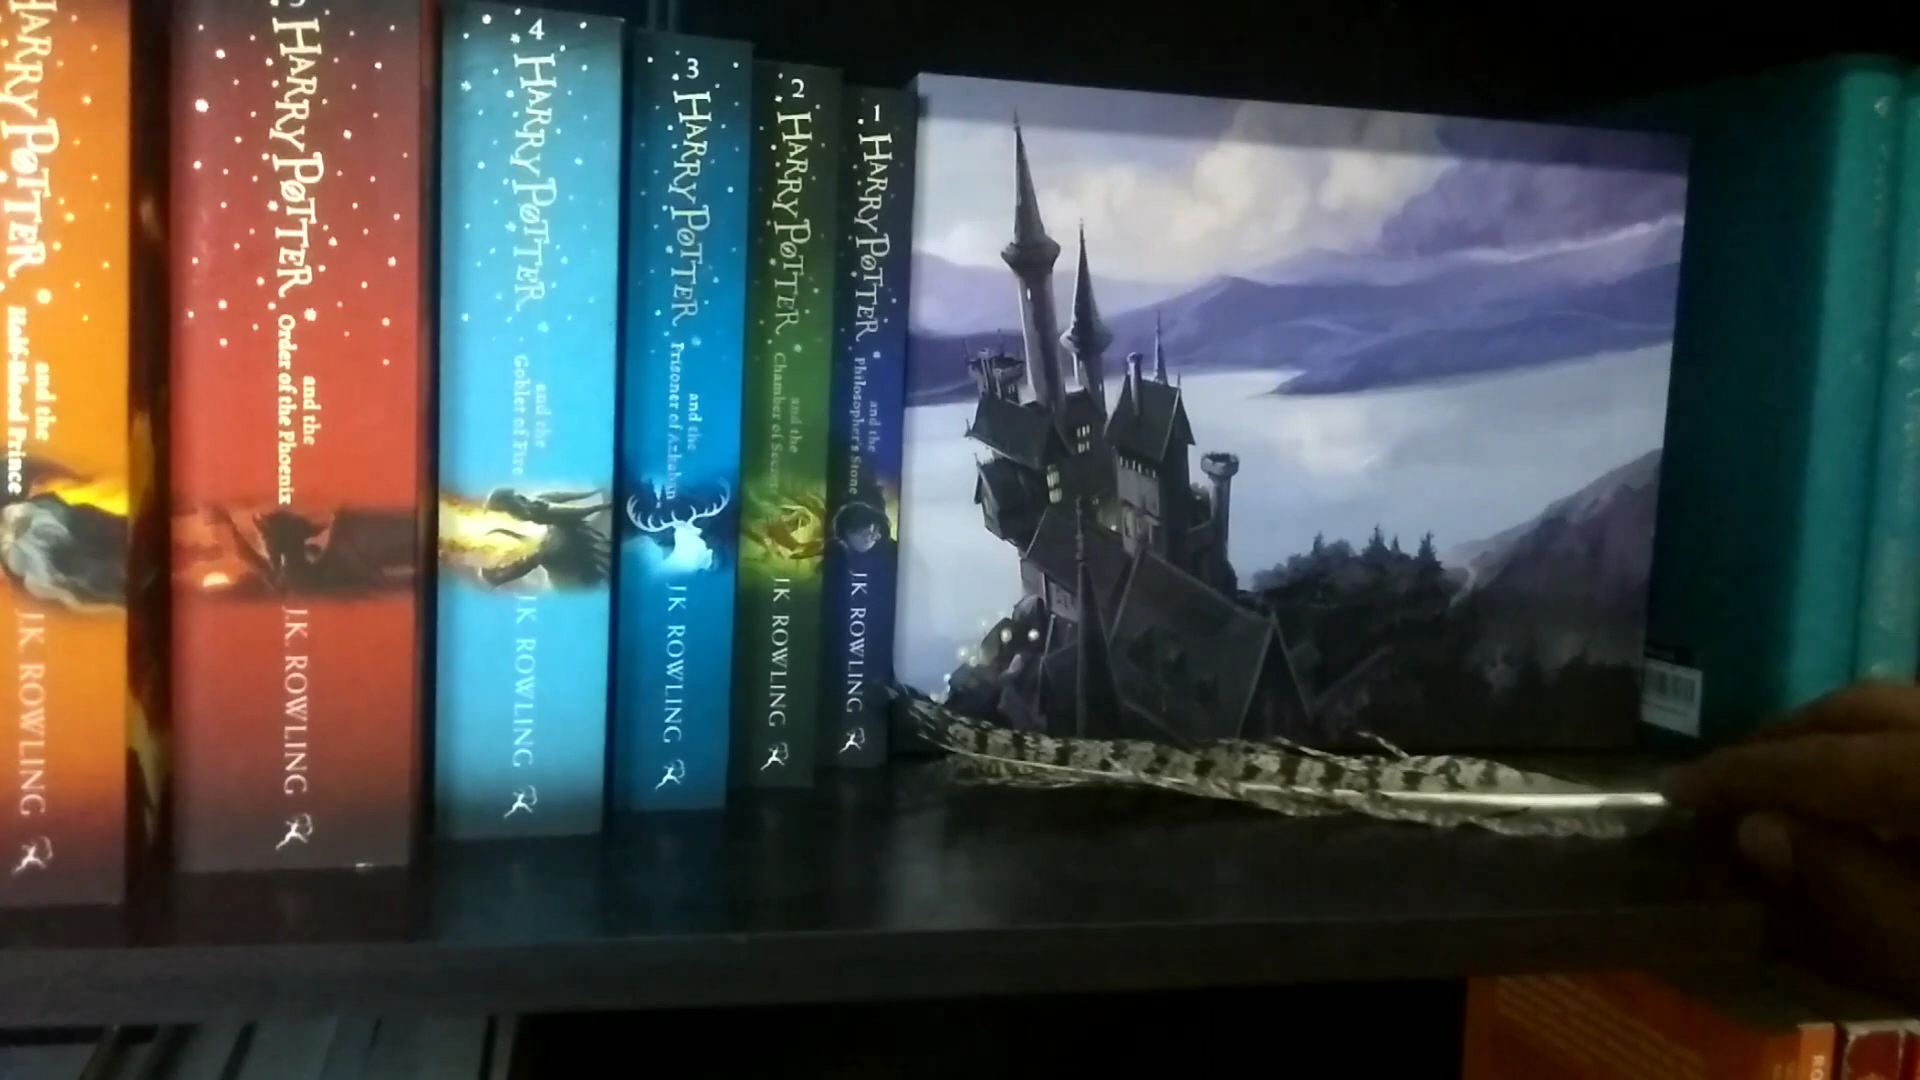 HARRY POTTER
and the
Half-Blood Prince
J.K. ROWLING
HARRY POTTER
and the
Order of the Phoenix
J.K. ROWLING
4
HARRY POTTER
and the
Goblet of Fire
J.K ROWLING
3
HARRY POTTER
and the
Prisoner of Azkaban
J.K ROWLING
2
HARRY POTTER
and the
Chamber of Secrets
J.K ROWLING
1
HARRY POTTER
and the
Philosopher's Stone
J.K ROWLING
RO